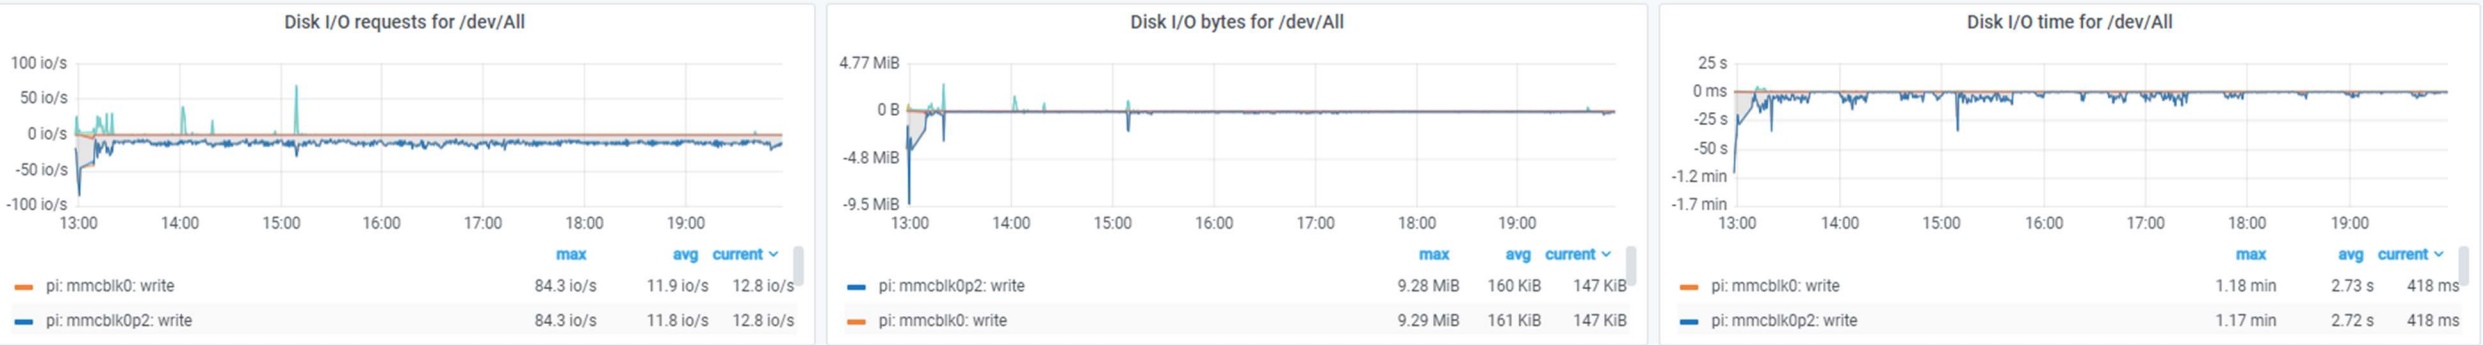 Disk I/O requests for /dev/All
100 io/s
50 io/s
0 io/s
-50 io/s
-100 io/s
13:00 14:00 15:00 16:00 17:00 18:00 19:00
max avg current
pi: mmcblk0: write 84.3 io/s 11.9 io/s 12.8 io/s
pi: mmcblk0p2: write 84.3 io/s 11.8 io/s 12.8 io/s
Disk I/O bytes for /dev/All
4.77 MiB
0 B
-4.8 MiB
-9.5 MiB
13:00 14:00 15:00 16:00 17:00 18:00 19:00
max avg current
pi: mmcblk0p2: write 9.28 MiB 160 KiB 147 KiB
pi: mmcblk0: write 9.29 MiB 161 KiB 147 KiB
Disk I/O time for /dev/All
25 s
0 ms
-25 s
-50 s
-1.2 min
-1.7 min
13:00 14:00 15:00 16:00 17:00 18:00 19:00
max avg current
pi: mmcblk0: write 1.18 min 2.73 s 418 ms
pi: mmcblk0p2: write 1.17 min 2.72 s 418 ms